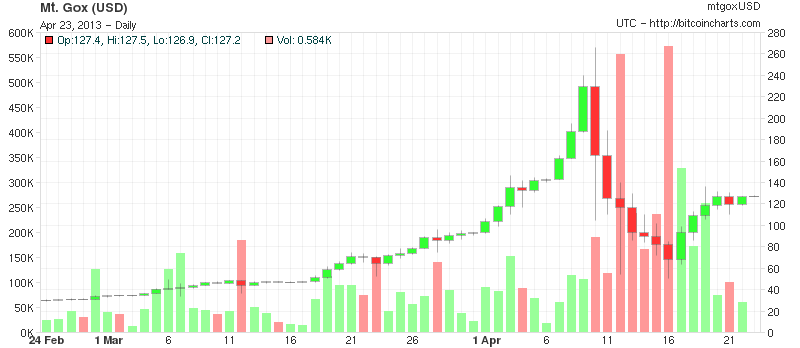 Mt. Gox (USD)
mtgoxUSD
Apr 23, 2013 - Daily
UTC - http://bitcoincharts.com
600K
280
Op:127.4, Hi:127.5, Lo:126.9, Cl:127.2
Vol: 0.584K
550K
260
500K
240
450K
220
400K
200
350K
180
300K
160
250K
140
200K
120
150K
100
100K
80
50K
60
0K
40
20
0
24 Feb
1 Mar
6
11
16
21
26
1 Apr
6
11
16
21